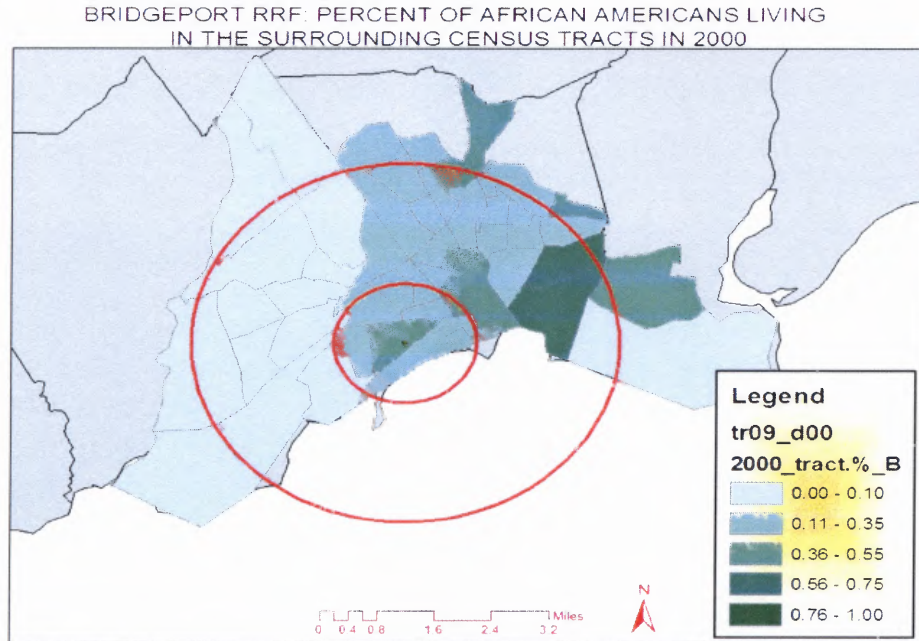 BRIDGEPORT RRF: PERCENT OF AFRICAN AMERICANS LIVING
IN THE SURROUNDING CENSUS TRACTS IN 2000
Legend
tr09_d00
2000_tract.%_B
0.00 - 0.10
0.11 - 0.35
0.36 - 0.55
0.56 - 0.75
0.76 - 1.00
N
Miles
0 0.4 0.8 1.6 2.4 3.2